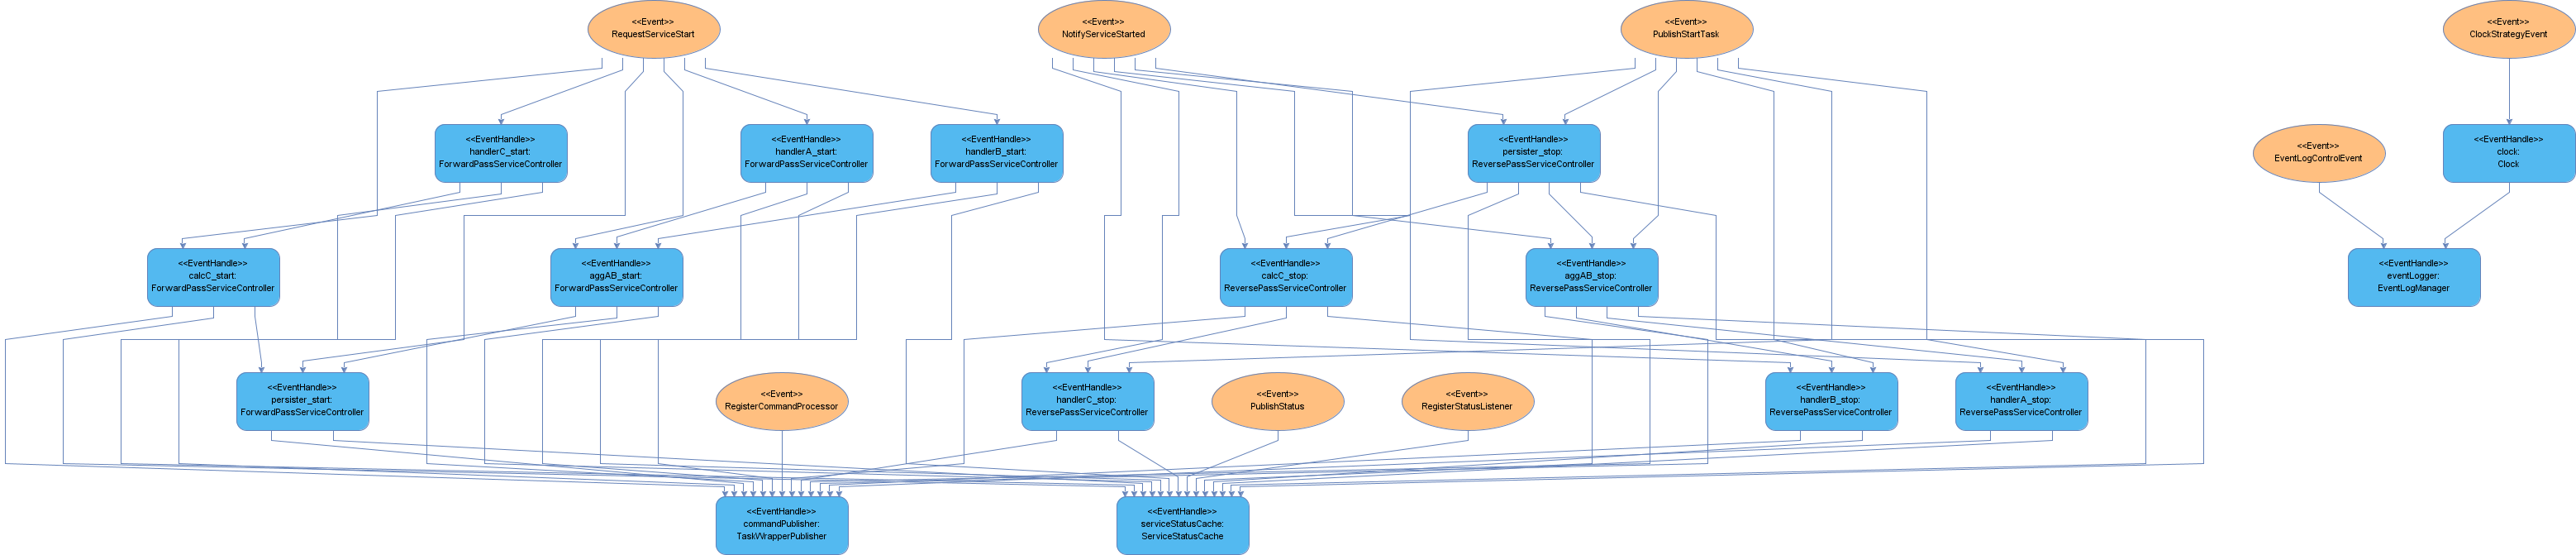 <<Event>>
RequestServiceStart
<<Event>>
NotifyServiceStarted
<<Event>>
PublishStartTask
<<Event>>
ClockStrategyEvent
<<EventHandle>>
handlerC_start:
ForwardPassServiceController
<<EventHandle>>
handlerA_start:
ForwardPassServiceController
<<EventHandle>>
handlerB_start:
ForwardPassServiceController
<<EventHandle>>
persister_stop:
ReversePassServiceController
<<Event>>
EventLogControlEvent
<<EventHandle>>
clock:
Clock
<<EventHandle>>
calcC_start:
ForwardPassServiceController
<<EventHandle>>
aggAB_start:
ForwardPassServiceController
<<EventHandle>>
calcC_stop:
ReversePassServiceController
<<EventHandle>>
aggAB_stop:
ReversePassServiceController
<<EventHandle>>
eventLogger:
EventLogManager
<<EventHandle>>
persister_start:
ForwardPassServiceController
<<Event>>
RegisterCommandProcessor
<<EventHandle>>
handlerC_stop:
ReversePassServiceController
<<Event>>
PublishStatus
<<Event>>
RegisterStatusListener
<<EventHandle>>
handlerB_stop:
ReversePassServiceController
<<EventHandle>>
handlerA_stop:
ReversePassServiceController
<<EventHandle>>
commandPublisher:
TaskWrapperPublisher
<<EventHandle>>
serviceStatusCache:
ServiceStatusCache